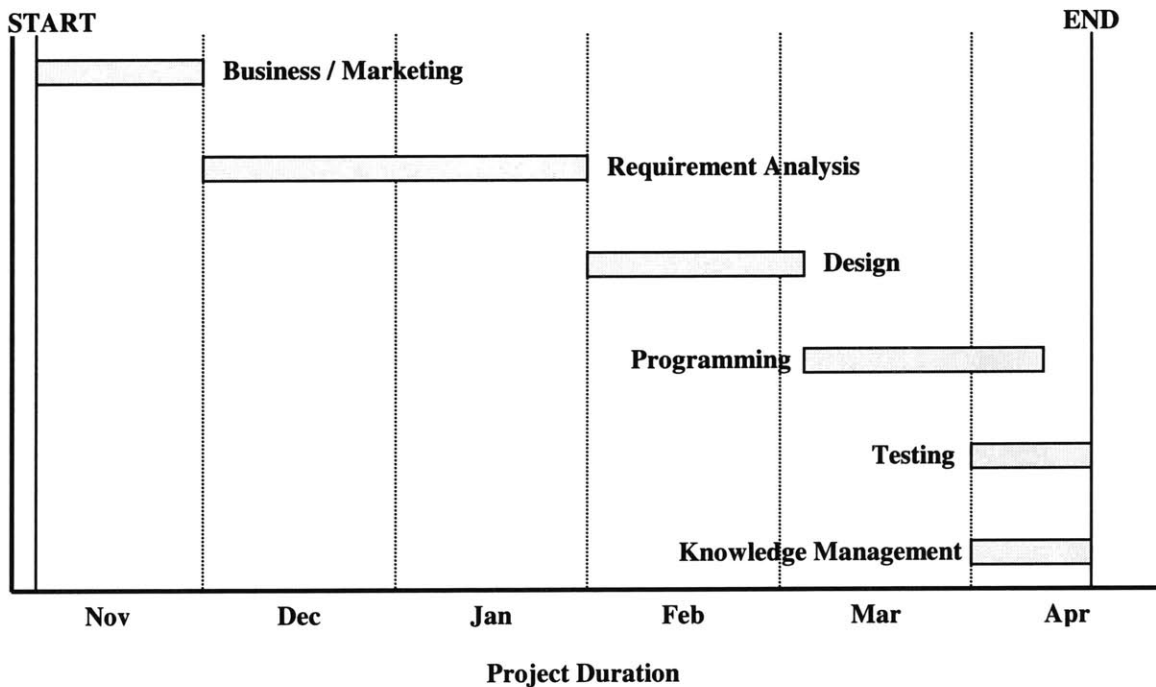 START
END
Business / Marketing
Requirement Analysis
Design
Programming
Testing
Knowledge Management
Nov Dec Jan Feb Mar Apr
Project Duration